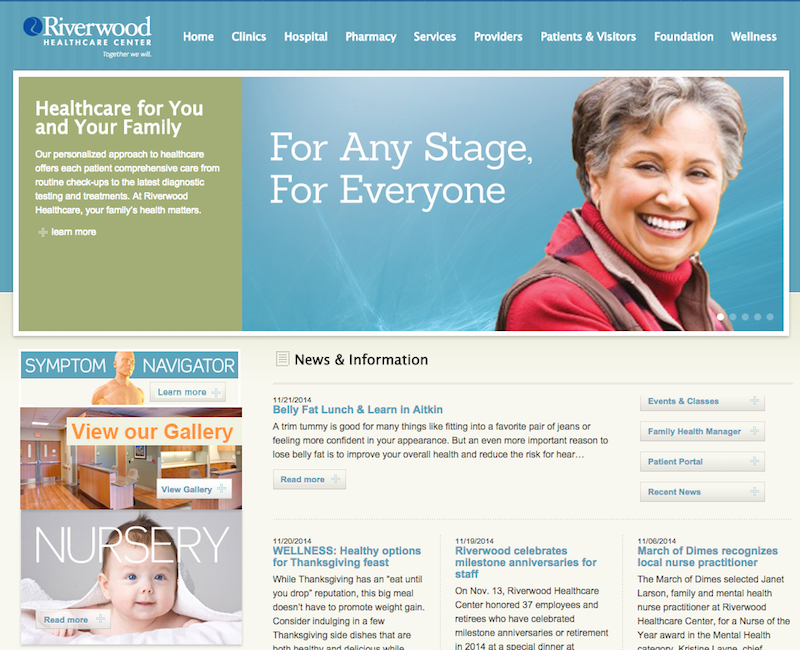 Riverwood
HEALTHCARE CENTER
Together we will.
Home Clinics Hospital Pharmacy Services Providers Patients & Visitors Foundation Wellness
Healthcare for You
and Your Family
Our personalized approach to healthcare
offers each patient comprehensive care from
routine check-ups to the latest diagnostic
testing and treatments. At Riverwood
Healthcare, your family's health matters.
learn more
For Any Stage,
For Everyone
SYMPTOM NAVIGATOR
Learn more
View our Gallery
View Gallery
NURSERY
Read more
News & Information
11/21/2014
Belly Fat Lunch & Learn in Aitkin
A trim tummy is good for many things like fitting into a favorite pair of jeans or
feeling more confident in your appearance. But an even more important reason to
lose belly fat is to improve your overall health and reduce the risk for hear…
Read more
Events & Classes
Family Health Manager
Patient Portal
Recent News
11/20/2014
WELLNESS: Healthy options
for Thanksgiving feast
While Thanksgiving has an "eat until
you drop" reputation, this big meal
doesn't have to promote weight gain.
Consider indulging in a few
Thanksgiving side dishes that are
both healthy and delicious while
11/19/2014
Riverwood celebrates
milestone anniversaries for
staff
On Nov. 13, Riverwood Healthcare
Center honored 37 employees and
retirees who have celebrated
milestone anniversaries or retirement
in 2014 at a special dinner at
11/06/2014
March of Dimes recognizes
local nurse practitioner
The March of Dimes selected Janet
Larson, family and mental health
nurse practitioner at Riverwood
Healthcare Center, for a Nurse of the
Year award in the Mental Health
category. Kristine Layne, chief